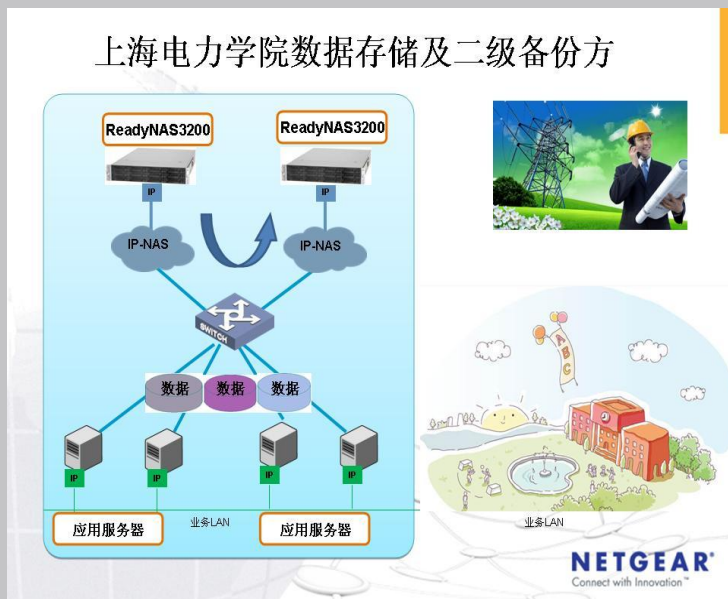 上海电力学院数据存储及二级备份方
ReadyNAS3200
ReadyNAS3200
IP
IP
IP-NAS
IP-NAS
SWITCH
数据
数据
数据
IP
IP
IP
IP
应用服务器
业务LAN
应用服务器
A
B
C
业务LAN
NETGEAR®
Connect with Innovation™